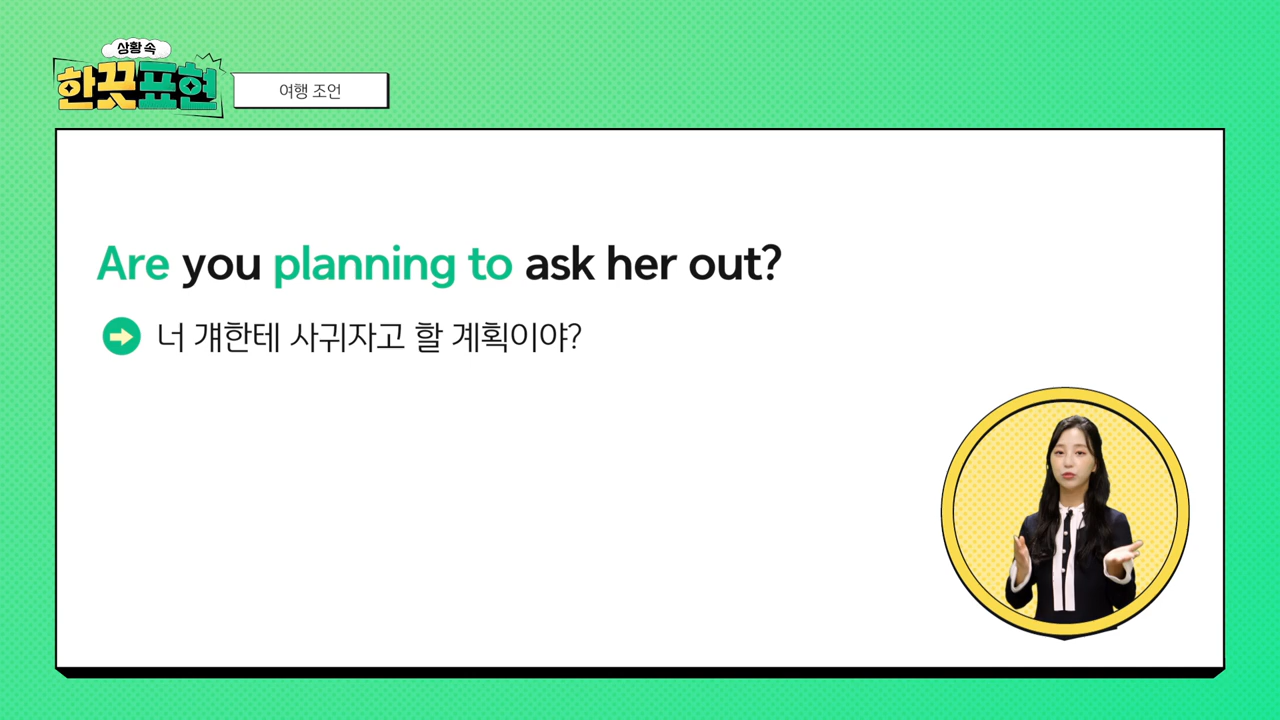 상황 속
한끗표현
여행 조언
Are you planning to ask her out?
너 걔한테 사귀자고 할 계획이야?